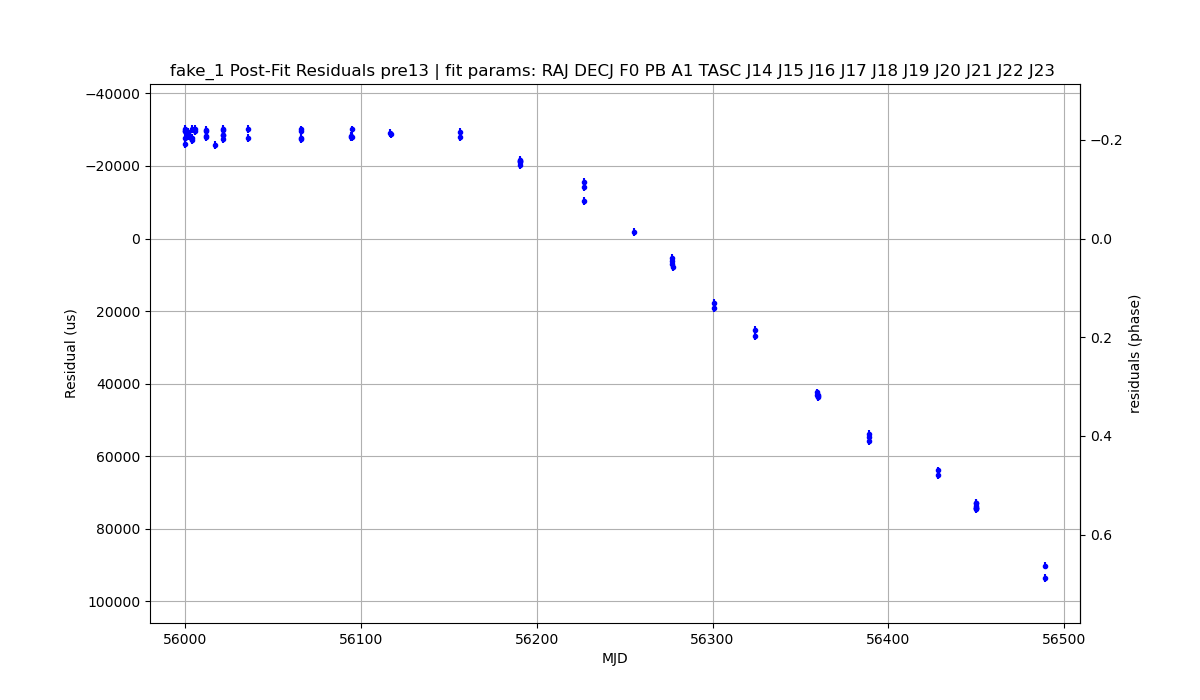 fake_1 Post-Fit Residuals pre13 | fit params: RAJ DECJ F0 PB A1 TASC J14 J15 J16 J17 J18 J19 J20 J21 J22 J23
−40000
−20000
0
20000
40000
60000
80000
100000
Residual (us)
−0.2
0.0
0.2
0.4
0.6
residuals (phase)
56000 56100 56200 56300 56400 56500
MJD